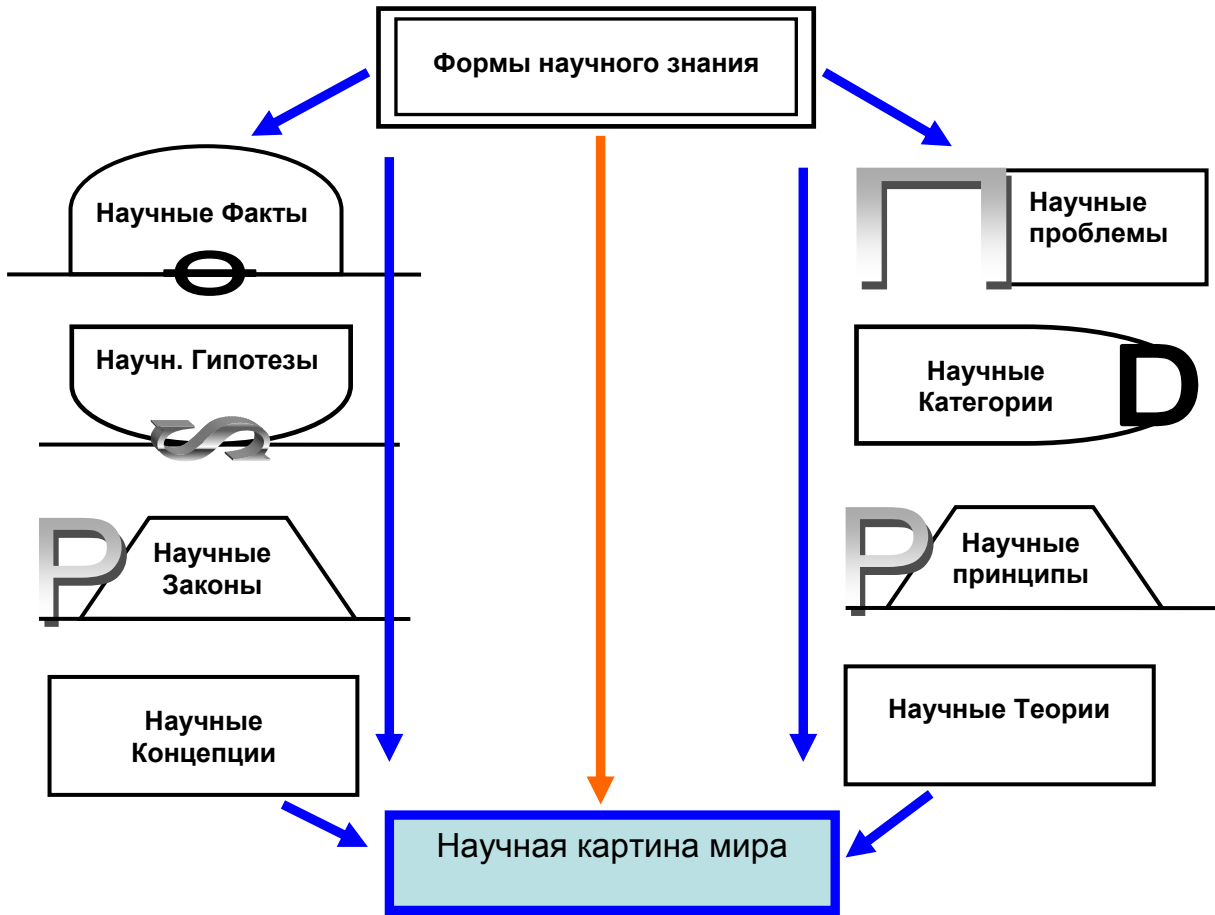 Формы научного знания
Научные Факты
Научные
проблемы
Научн. Гипотезы
Научные
Категории
D
P
Научные
Законы
P
Научные
принципы
Научные
Концепции
Научные Теории
Научная картина мира